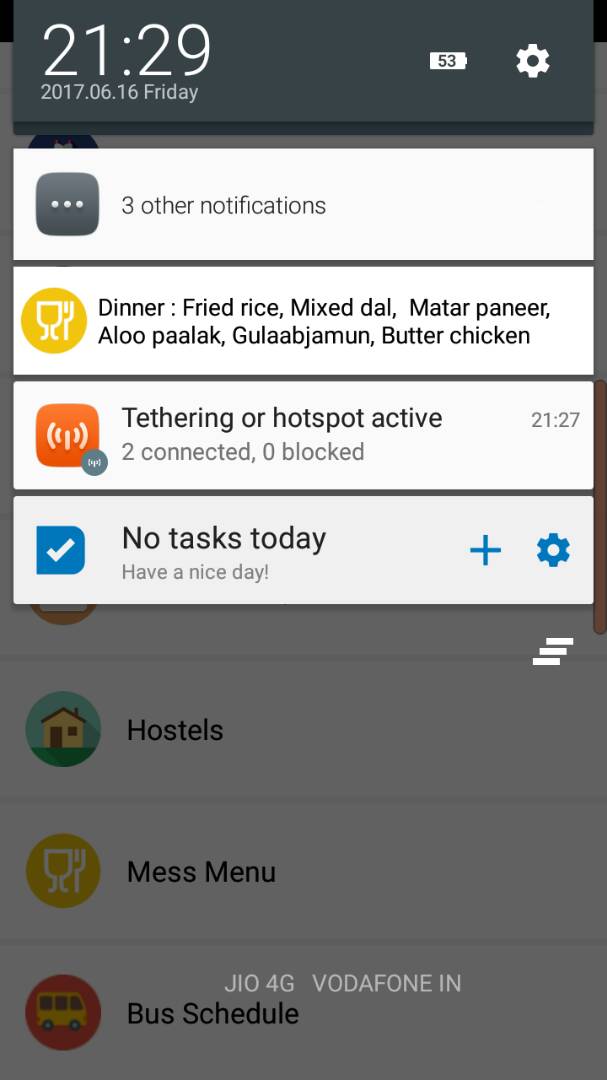 21:29
53
2017.06.16 Friday
3 other notifications
Dinner : Fried rice, Mixed dal,  Matar paneer,
Aloo paalak, Gulaabjamun, Butter chicken
Tethering or hotspot active
21:27
2 connected, 0 blocked
No tasks today
Have a nice day!
Hostels
Mess Menu
JIO 4G   VODAFONE IN
Bus Schedule